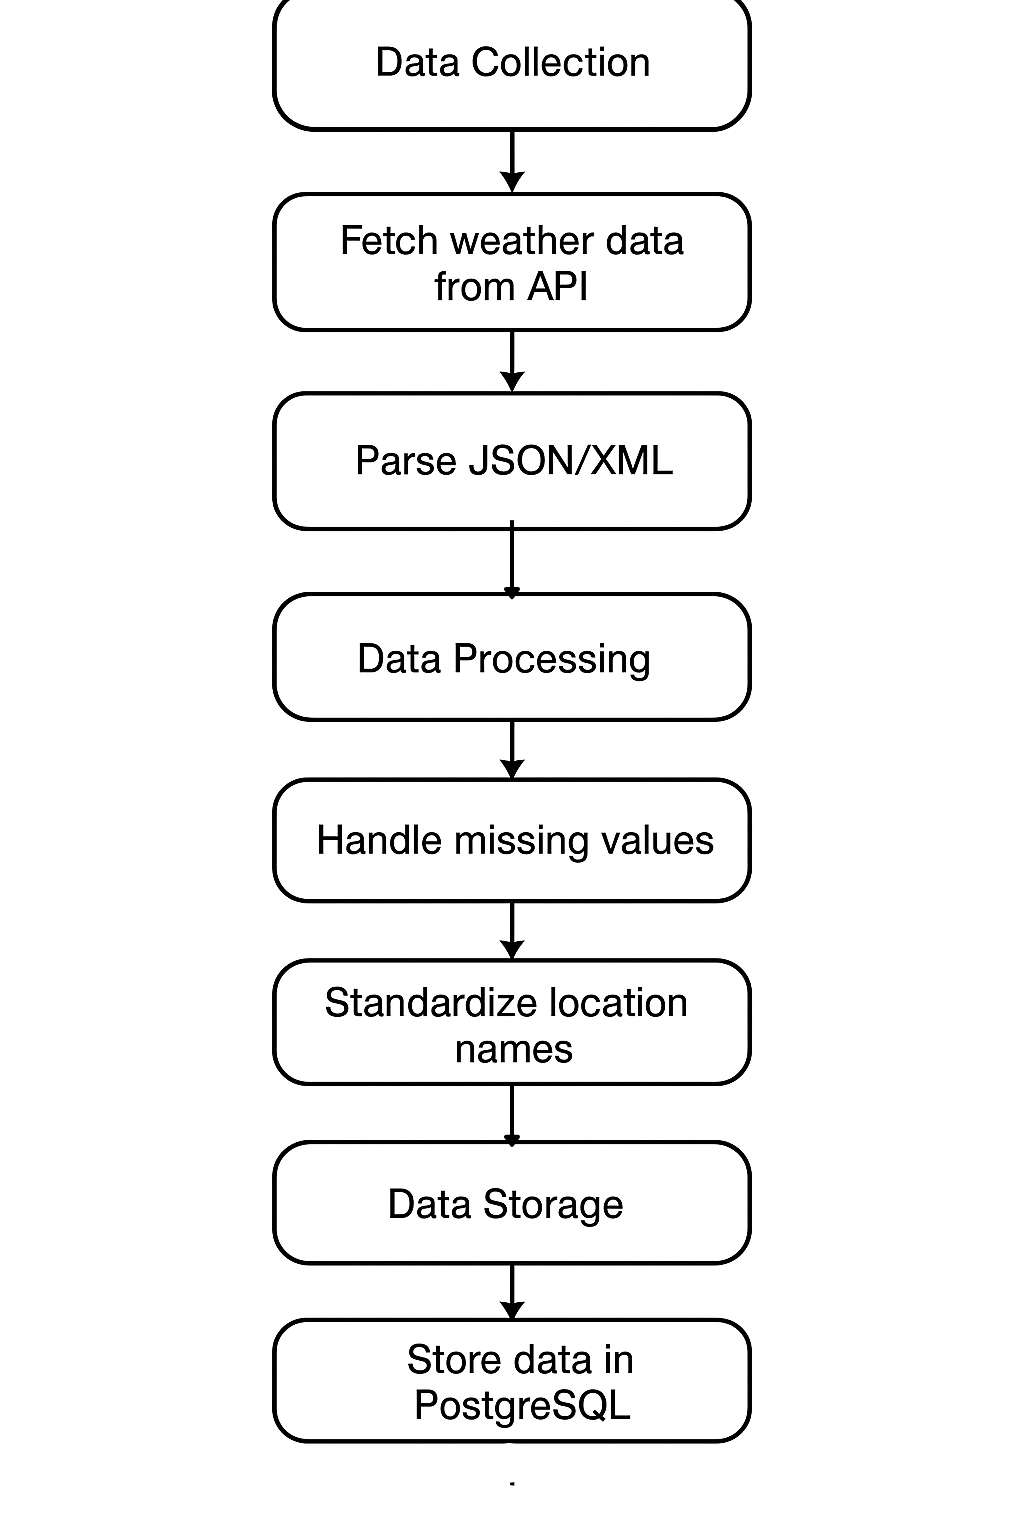 Data Collection
Fetch weather data
from API
Parse JSON/XML
Data Processing
Handle missing values
Standardize location
names
Data Storage
Store data in
PostgreSQL